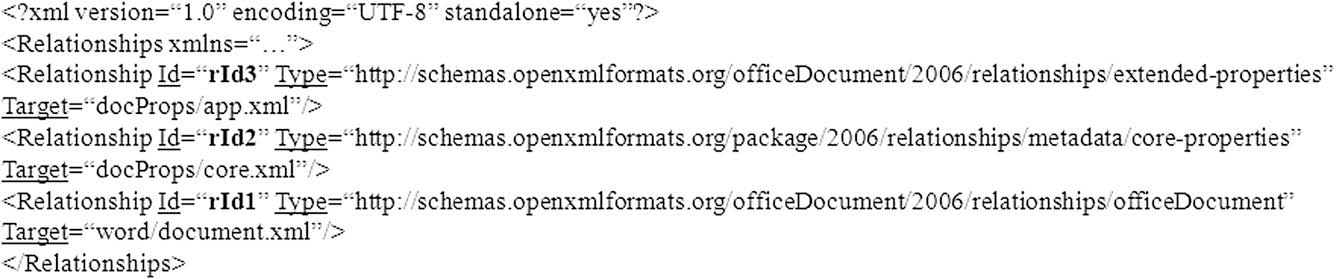 <?xml version=“1.0” encoding=“UTF-8” standalone=“yes”?>
<Relationships xmlns=“…”>
<Relationship Id=“rId3” Type=“http://schemas.openxmlformats.org/officeDocument/2006/relationships/extended-properties”
Target=“docProps/app.xml”/>
<Relationship Id=“rId2” Type=“http://schemas.openxmlformats.org/package/2006/relationships/metadata/core-properties”
Target=“docProps/core.xml”/>
<Relationship Id=“rId1” Type=“http://schemas.openxmlformats.org/officeDocument/2006/relationships/officeDocument”
Target=“word/document.xml”/>
</Relationships>